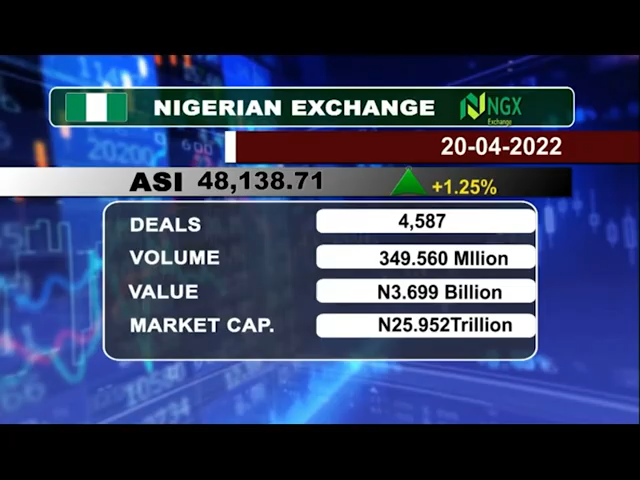 NIGERIAN EXCHANGE NGX
Exchange
20-04-2022
ASI 48,138.71 +1.25%
DEALS 4,587
VOLUME 349.560 Mllion
VALUE N3.699 Billion
MARKET CAP. N25.952Trillion